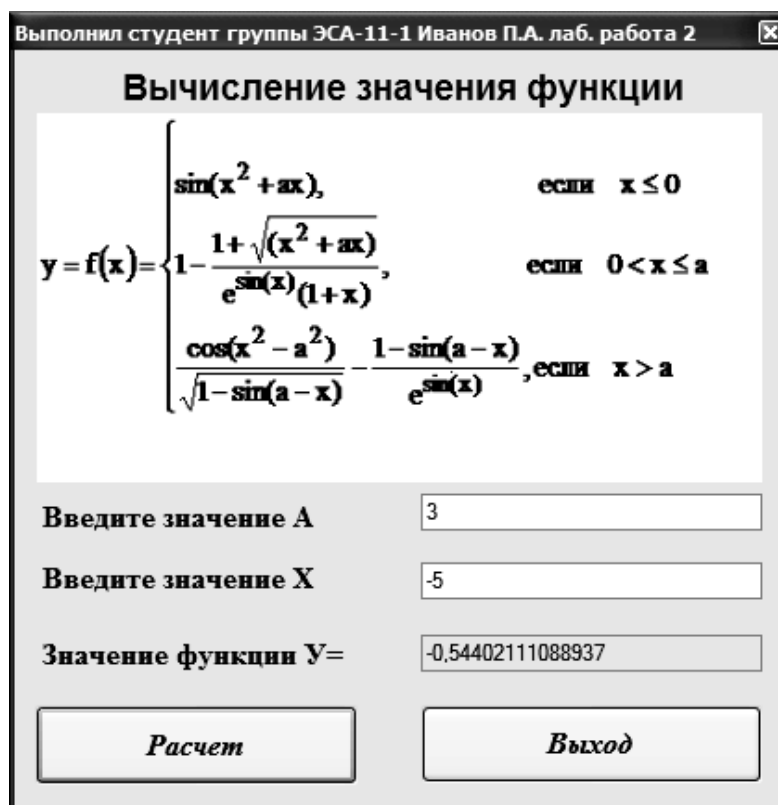 Выполнил студент группы ЭСА-11-1 Иванов П.А. лаб. работа 2
Вычисление значения функции
sin(x² + ax), если x ≤ 0
y = f(x) = { 1 − (1 + √(x² + ax)) / (e^sin(x) (1 + x)), если 0 < x ≤ a
cos(x² − a²) / √(1 − sin(a − x)) − (1 − sin(a − x)) / e^sin(x), если x > a
Введите значение А 3
Введите значение Х -5
Значение функции У= -0,54402111088937
Расчет Выход